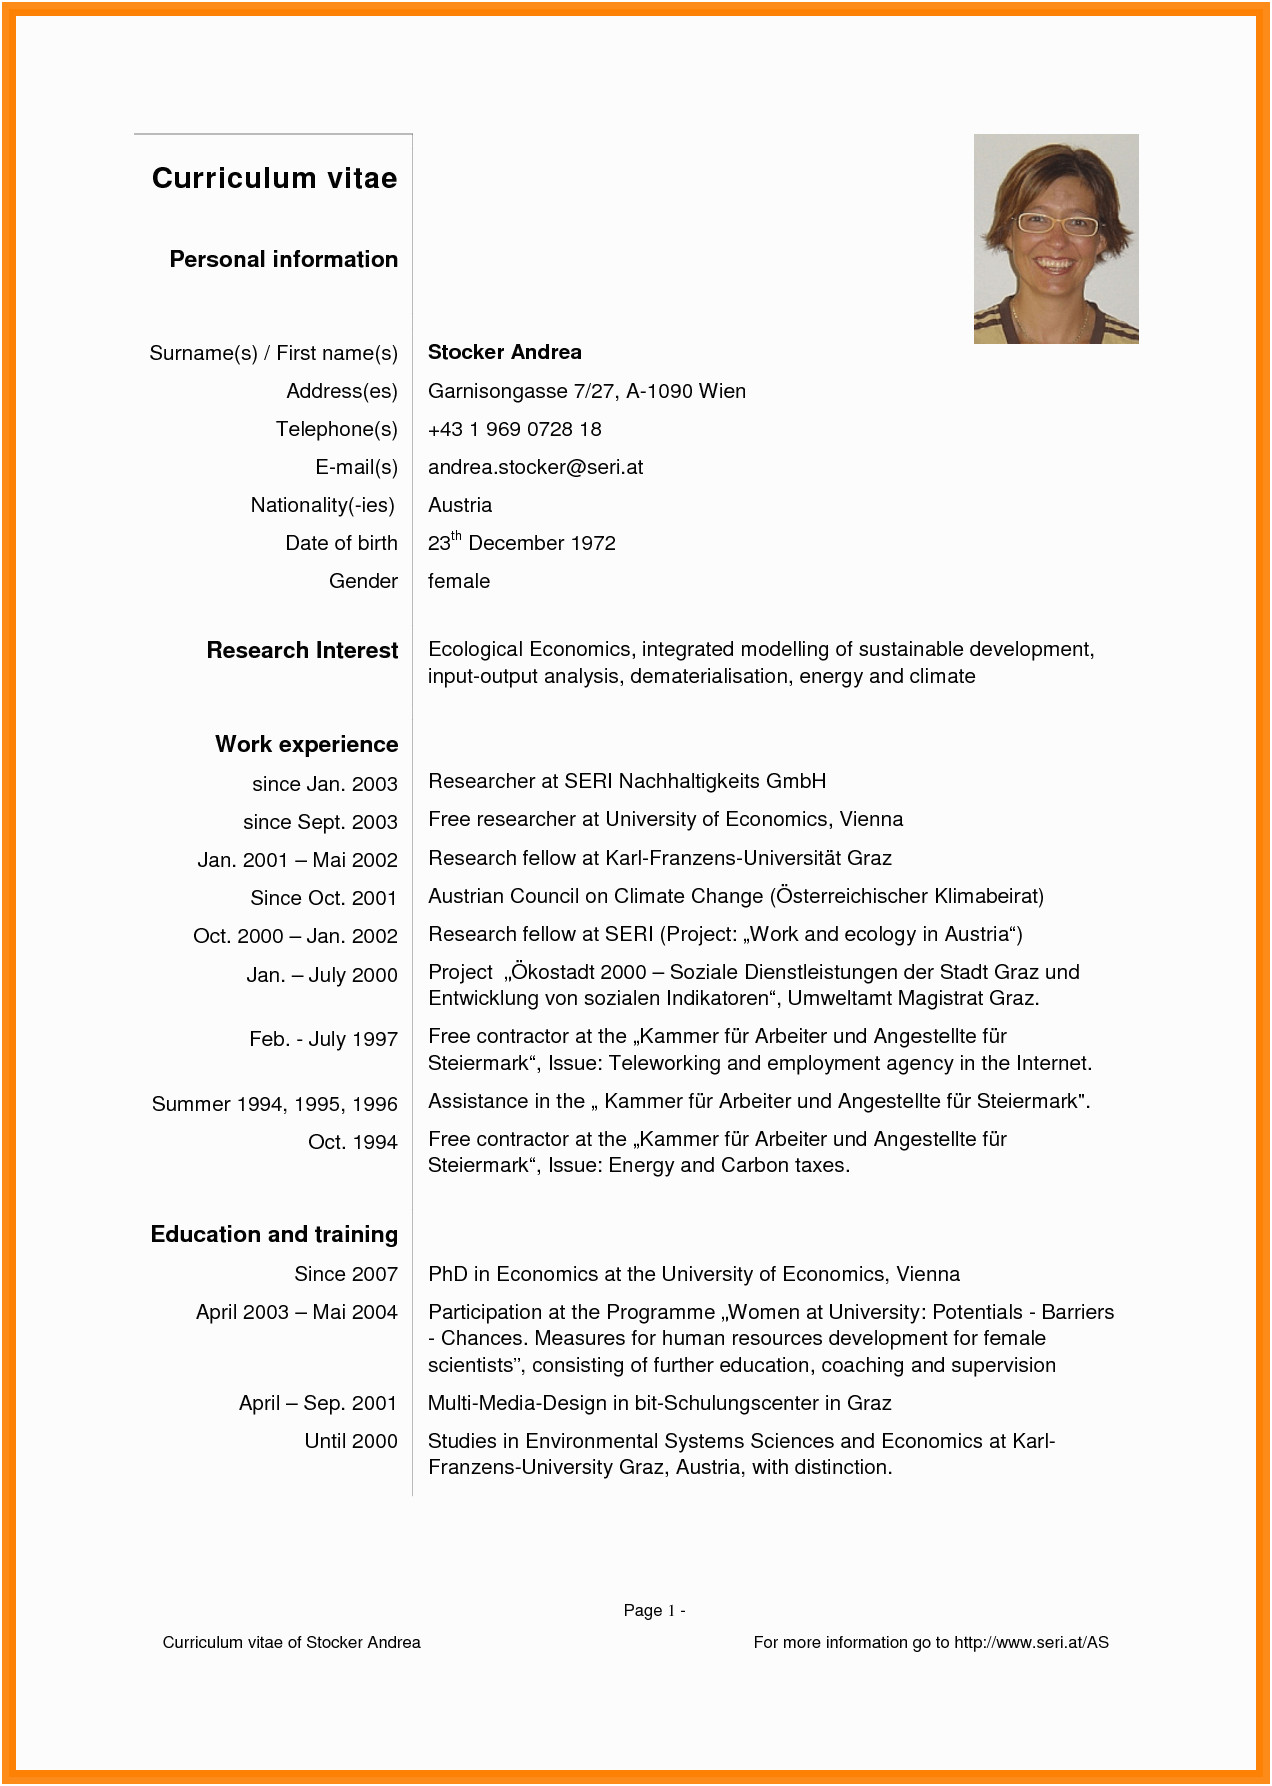 Curriculum vitae
Personal information
Surname(s) / First name(s) Stocker Andrea
Address(es) Garnisongasse 7/27, A-1090 Wien
Telephone(s) +43 1 969 0728 18
E-mail(s) andrea.stocker@seri.at
Nationality(-ies) Austria
Date of birth 23th December 1972
Gender female
Research Interest Ecological Economics, integrated modelling of sustainable development,
input-output analysis, dematerialisation, energy and climate
Work experience
since Jan. 2003 Researcher at SERI Nachhaltigkeits GmbH
since Sept. 2003 Free researcher at University of Economics, Vienna
Jan. 2001 – Mai 2002 Research fellow at Karl-Franzens-Universität Graz
Since Oct. 2001 Austrian Council on Climate Change (Österreichischer Klimabeirat)
Oct. 2000 – Jan. 2002 Research fellow at SERI (Project: „Work and ecology in Austria“)
Jan. – July 2000 Project „Ökostadt 2000 – Soziale Dienstleistungen der Stadt Graz und
Entwicklung von sozialen Indikatoren“, Umweltamt Magistrat Graz.
Feb. - July 1997 Free contractor at the „Kammer für Arbeiter und Angestellte für
Steiermark“, Issue: Teleworking and employment agency in the Internet.
Summer 1994, 1995, 1996 Assistance in the „ Kammer für Arbeiter und Angestellte für Steiermark".
Oct. 1994 Free contractor at the „Kammer für Arbeiter und Angestellte für
Steiermark“, Issue: Energy and Carbon taxes.
Education and training
Since 2007 PhD in Economics at the University of Economics, Vienna
April 2003 – Mai 2004 Participation at the Programme „Women at University: Potentials - Barriers
- Chances. Measures for human resources development for female
scientists”, consisting of further education, coaching and supervision
April – Sep. 2001 Multi-Media-Design in bit-Schulungscenter in Graz
Until 2000 Studies in Environmental Systems Sciences and Economics at Karl-
Franzens-University Graz, Austria, with distinction.
Page 1 -
Curriculum vitae of Stocker Andrea For more information go to http://www.seri.at/AS